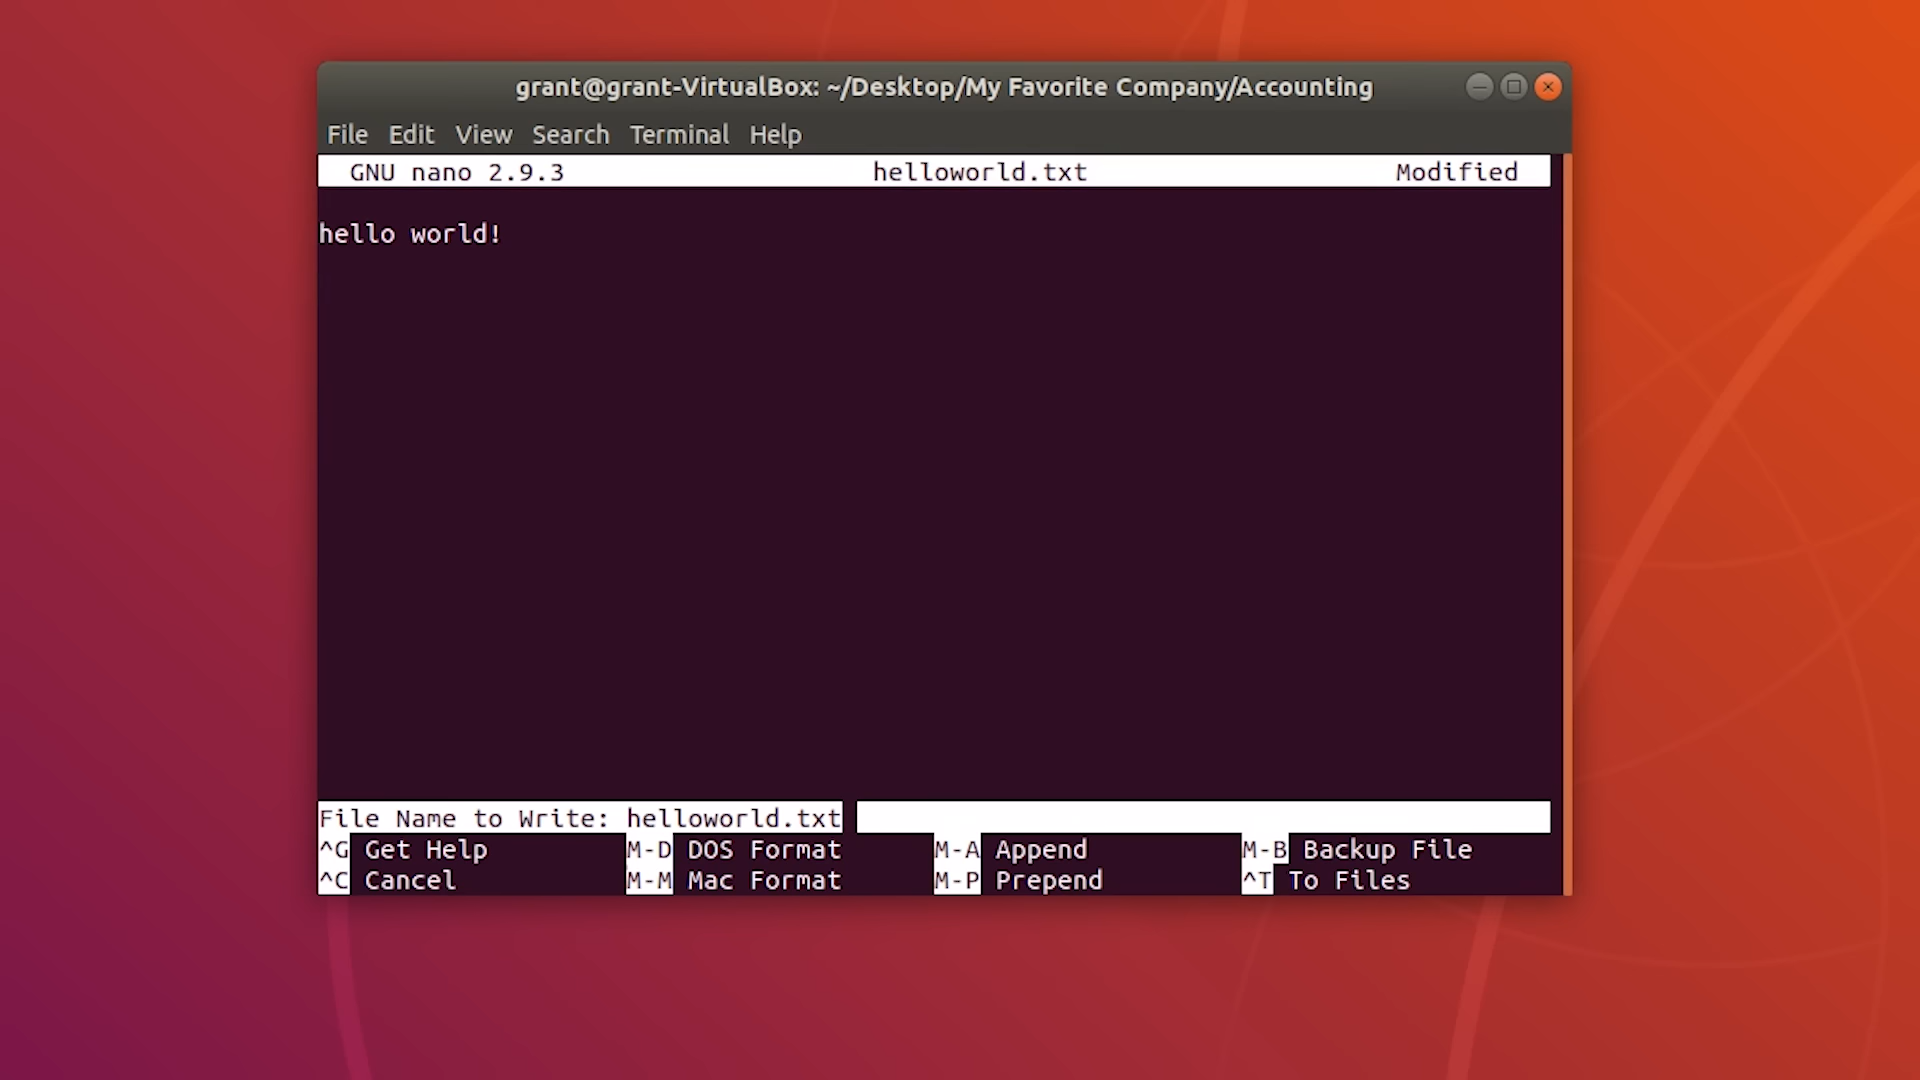 grant@grant-VirtualBox: ~/Desktop/My Favorite Company/Accounting
File Edit View Search Terminal Help
GNU nano 2.9.3 helloworld.txt Modified
hello world!
File Name to Write: helloworld.txt
^G Get Help M-D DOS Format M-A Append M-B Backup File
^C Cancel M-M Mac Format M-P Prepend ^T To Files